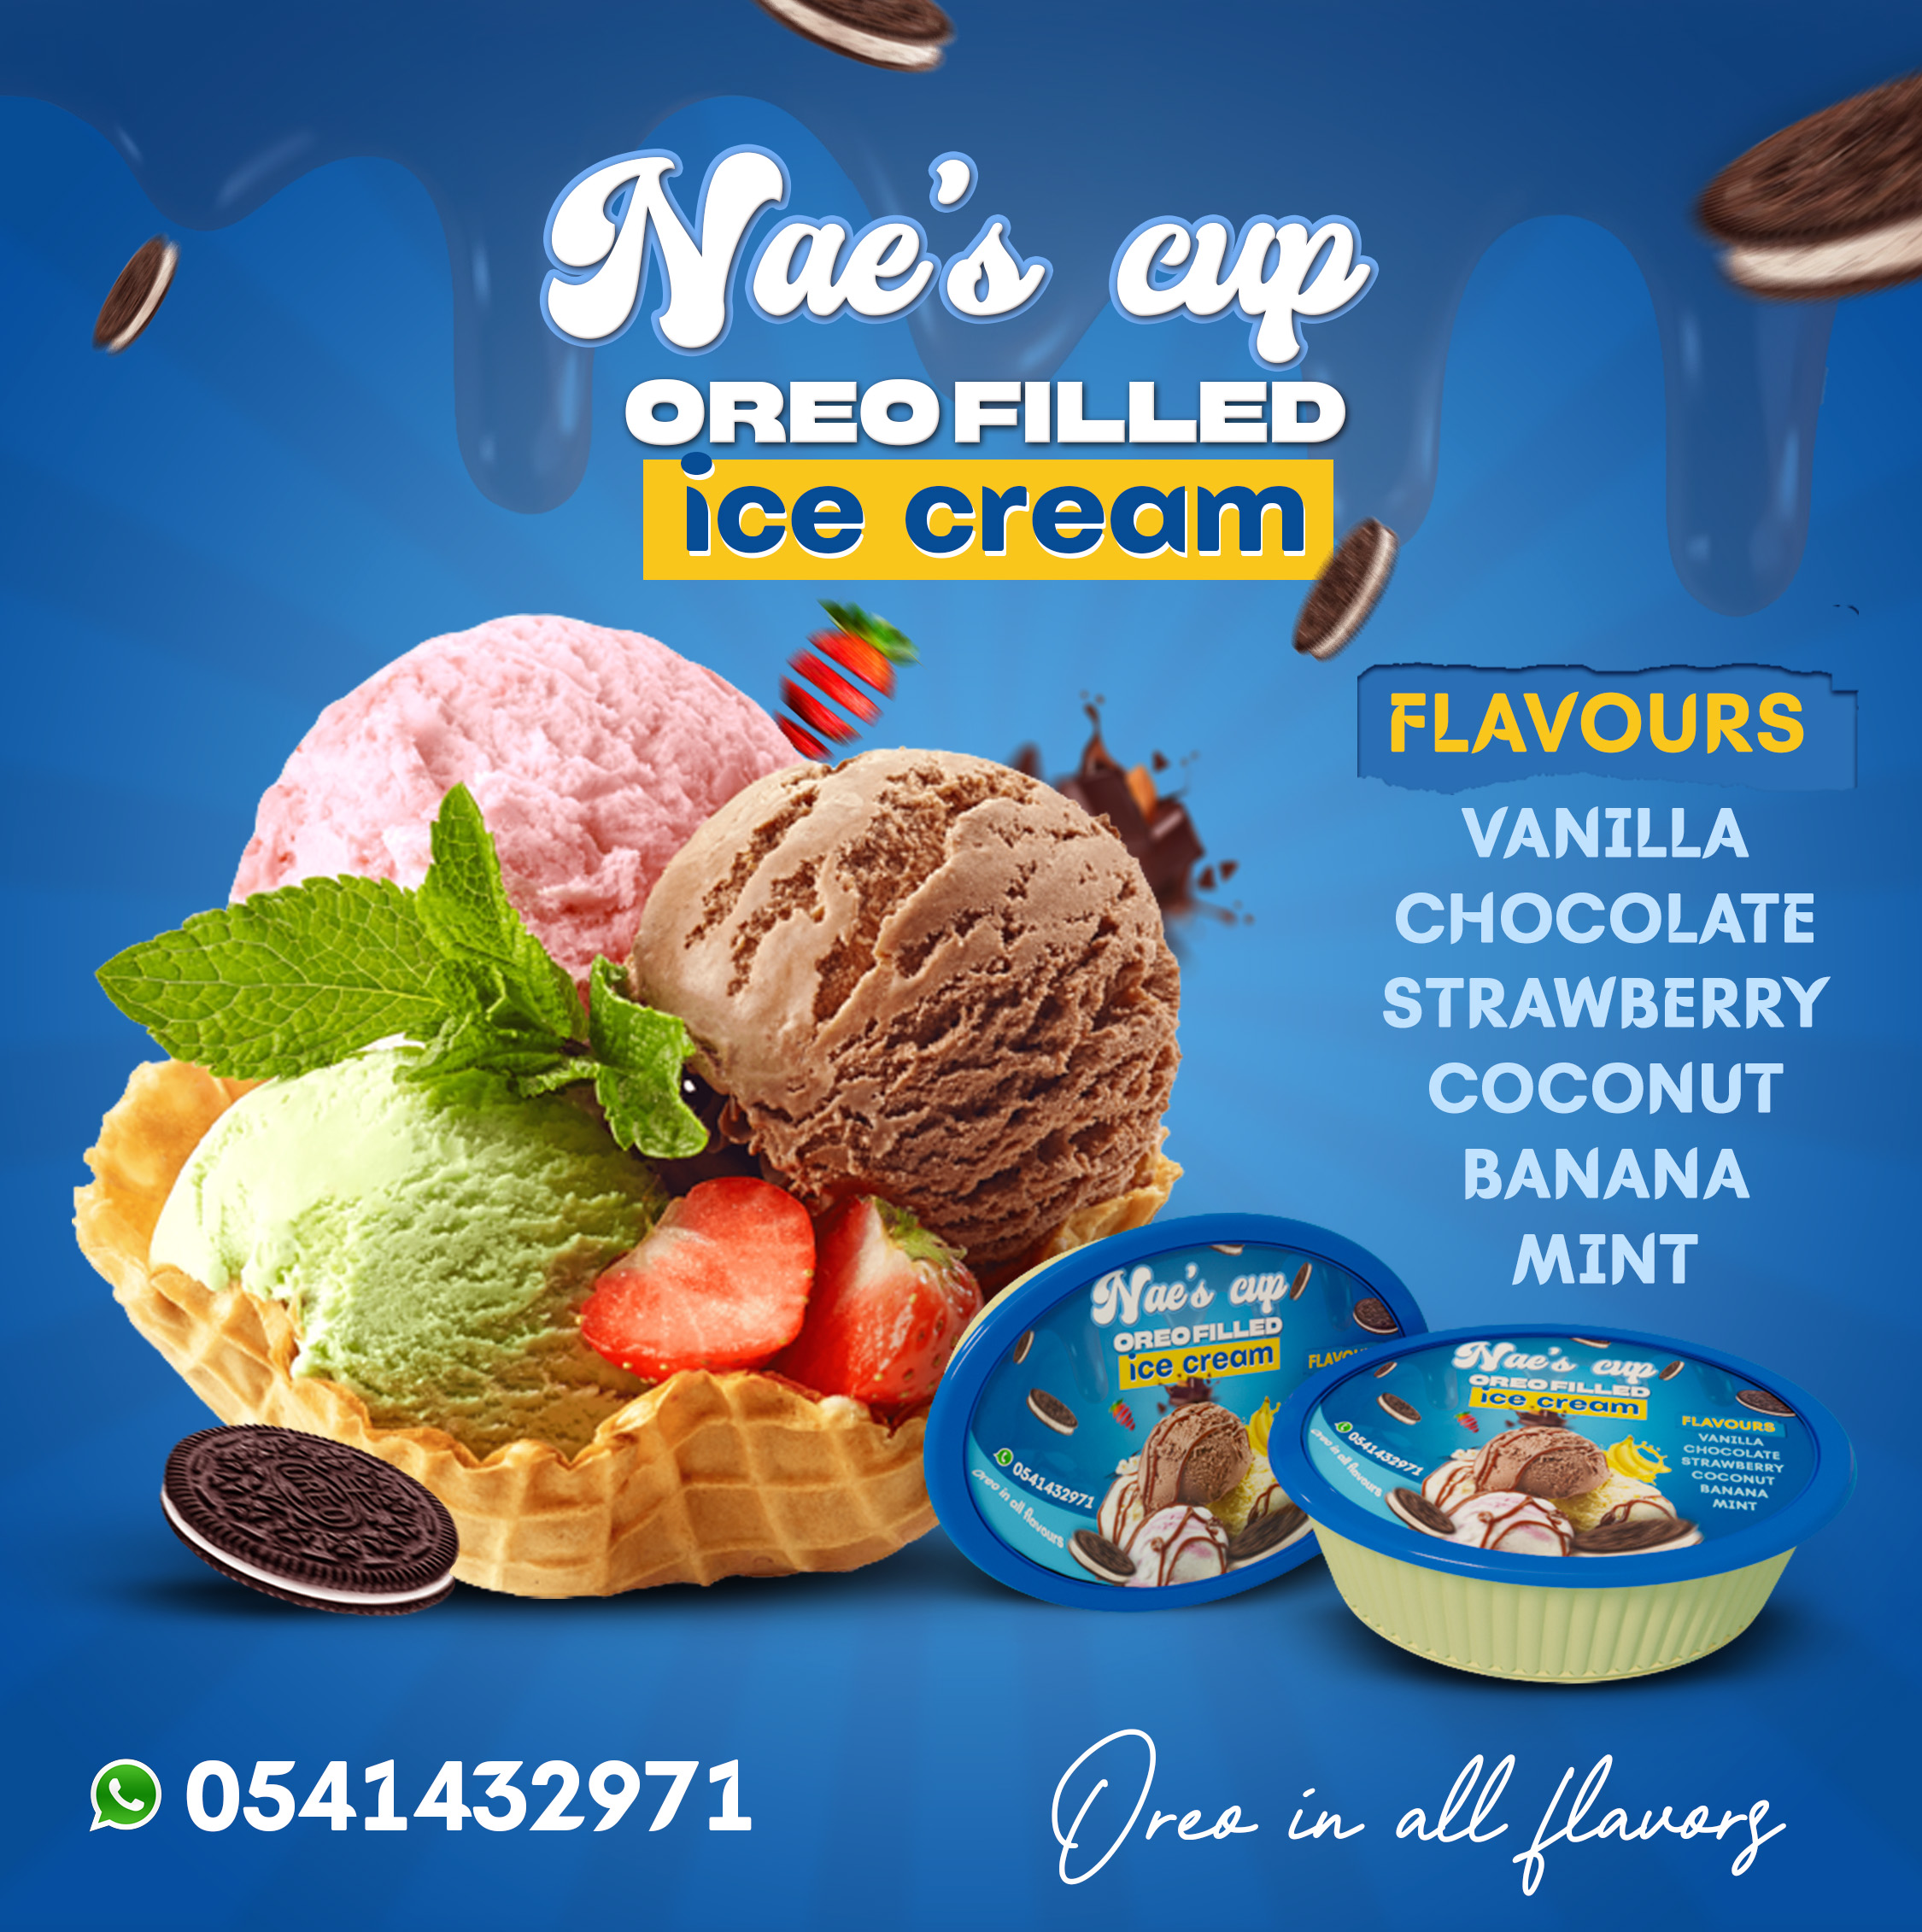 Nae's cup
OREO FILLED
ice cream
FLAVOURS
VANILLA
CHOCOLATE
STRAWBERRY
COCONUT
BANANA
MINT
Nae's cup
OREO FILLED
ice cream
0541432971
Oreo in all flavours
Nae's cup
OREO FILLED
ice cream
FLAVOURS
VANILLA
CHOCOLATE
STRAWBERRY
COCONUT
BANANA
MINT
0541432971
Oreo in all flavours
OREO
0541432971
Oreo in all flavors